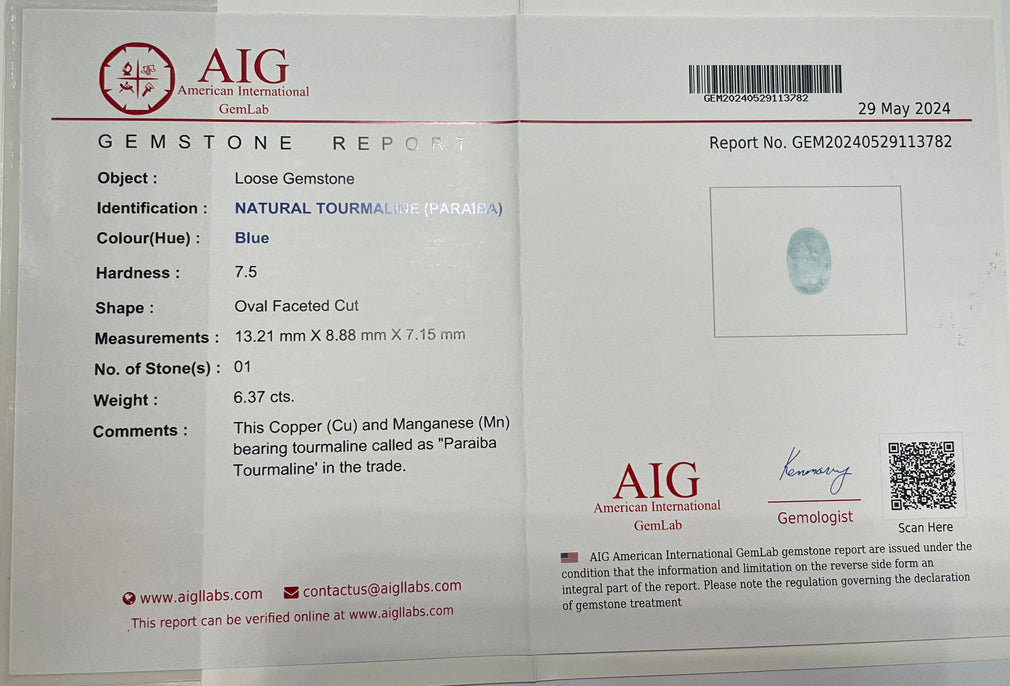 AIG
American International
GemLab
GEM20240529113782
29 May 2024
GEMSTONE REPORT
Report No. GEM20240529113782
Object : Loose Gemstone
Identification : NATURAL TOURMALINE (PARAIBA)
Colour(Hue) : Blue
Hardness : 7.5
Shape : Oval Faceted Cut
Measurements : 13.21 mm X 8.88 mm X 7.15 mm
No. of Stone(s) : 01
Weight : 6.37 cts.
Comments : This Copper (Cu) and Manganese (Mn)
bearing tourmaline called as "Paraiba
Tourmaline' in the trade.
www.aigllabs.com contactus@aigllabs.com
This report can be verified online at www.aigllabs.com
AIG
American International
GemLab
Gemologist
Scan Here
AIG American International GemLab gemstone report are issued under the
condition that the information and limitation on the reverse side form an
integral part of the report. Please note the regulation governing the declaration
of gemstone treatment